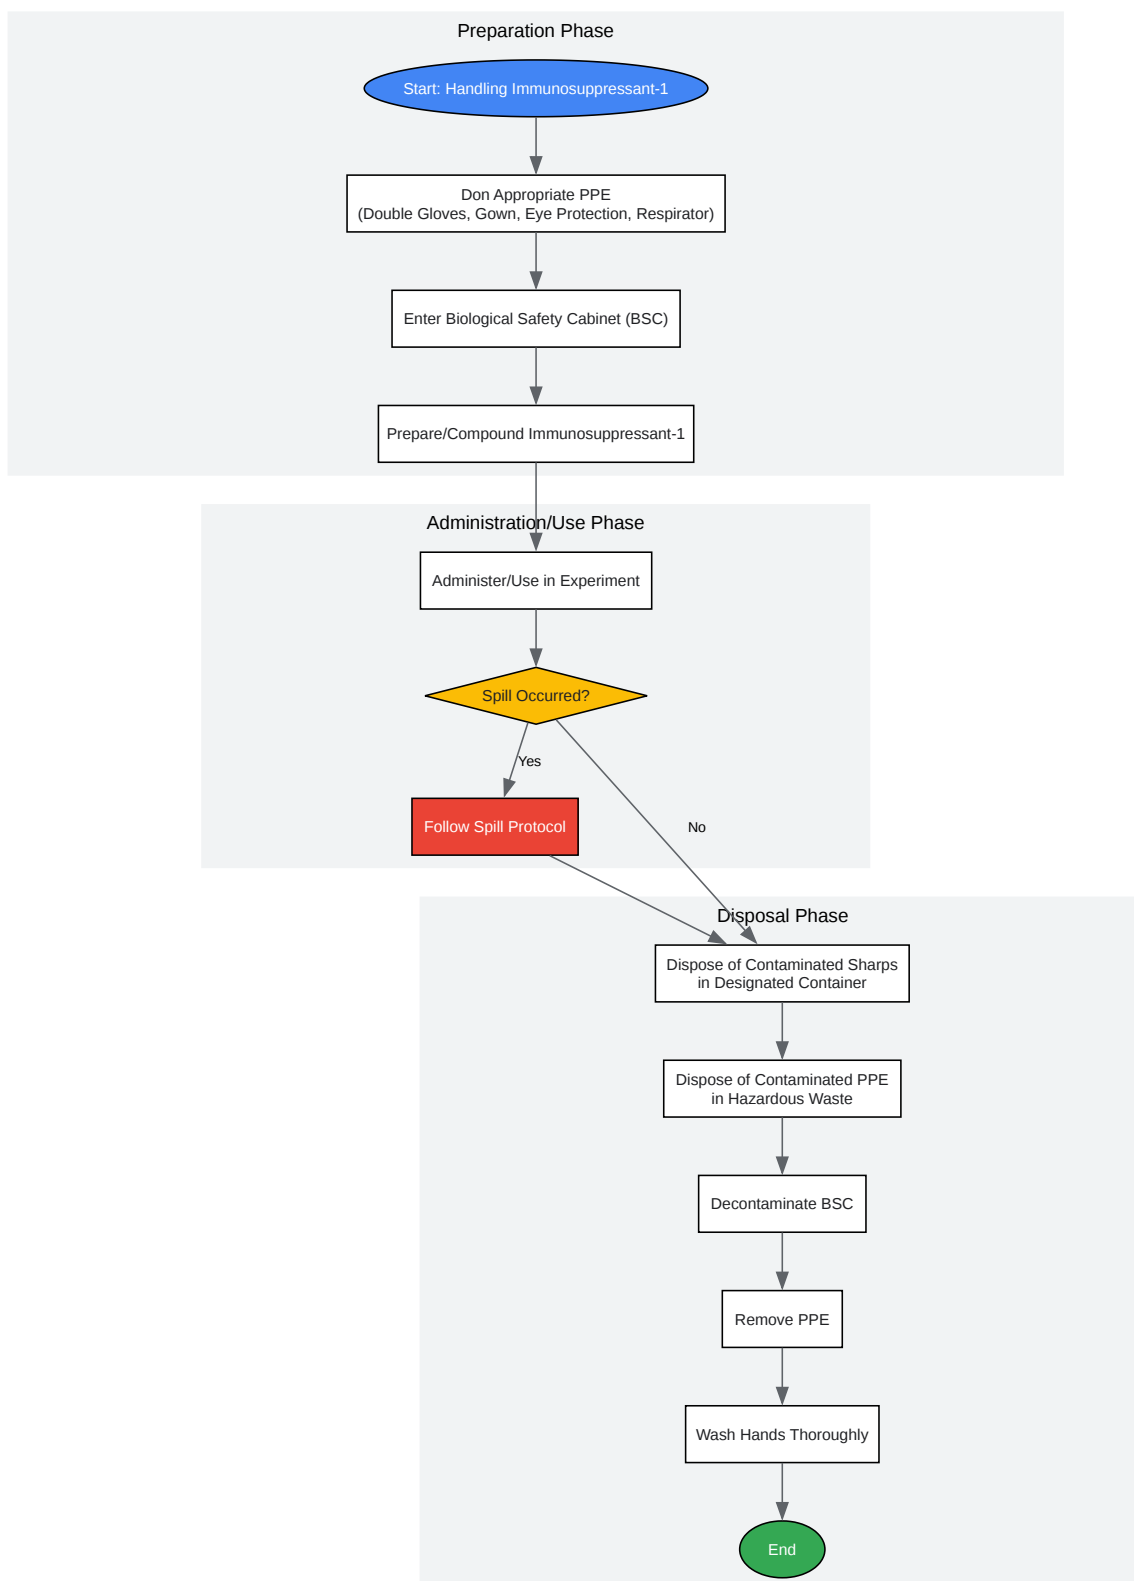 Preparation Phase
Start: Handling Immunosuppressant-1
Don Appropriate PPE
(Double Gloves, Gown, Eye Protection, Respirator)
Enter Biological Safety Cabinet (BSC)
Prepare/Compound Immunosuppressant-1
Administration/Use Phase
Administer/Use in Experiment
Spill Occurred?
Yes
Follow Spill Protocol
No
Disposal Phase
Dispose of Contaminated Sharps
in Designated Container
Dispose of Contaminated PPE
in Hazardous Waste
Decontaminate BSC
Remove PPE
Wash Hands Thoroughly
End